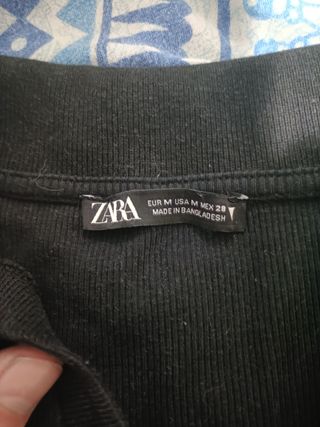 ZARA
EUR M USA M MEX 28
MADE IN BANGLADESH